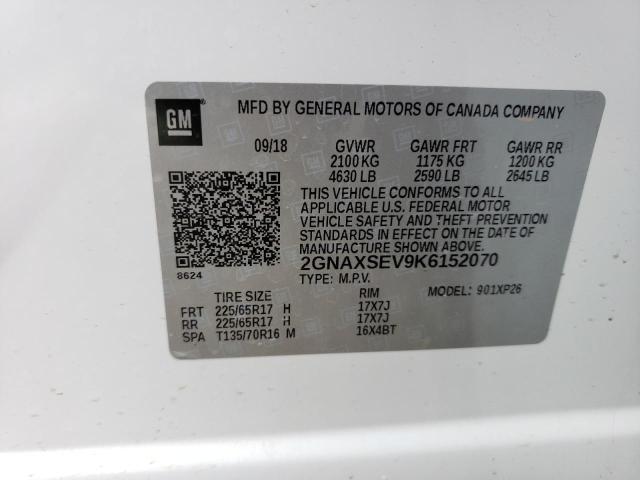 GM
MFD BY GENERAL MOTORS OF CANADA COMPANY
09/18 GVWR GAWR FRT GAWR RR
2100 KG 1175 KG 1200 KG
4630 LB 2590 LB 2645 LB
THIS VEHICLE CONFORMS TO ALL
APPLICABLE U.S. FEDERAL MOTOR
VEHICLE SAFETY AND THEFT PREVENTION
STANDARDS IN EFFECT ON THE DATE OF
MANUFACTURE SHOWN ABOVE.
8624
2GNAXSEV9K6152070
TYPE: M.P.V. MODEL: 901XP26
TIRE SIZE RIM
FRT 225/65R17 H 17X7J
RR 225/65R17 H 17X7J
SPA T135/70R16 M 16X4BT